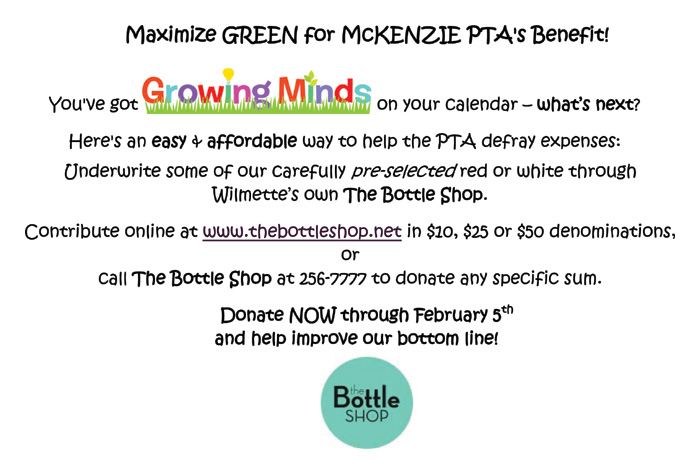 Maximize GREEN for McKENZIE PTA's Benefit!
You've got Growing Minds on your calendar – what's next?
Here's an easy & affordable way to help the PTA defray expenses:
Underwrite some of our carefully pre-selected red or white through
Wilmette's own The Bottle Shop.
Contribute online at www.thebottleshop.net in $10, $25 or $50 denominations,
or
call The Bottle Shop at 256-7777 to donate any specific sum.
Donate NOW through February 5th
and help improve our bottom line!
the
Bottle
SHOP